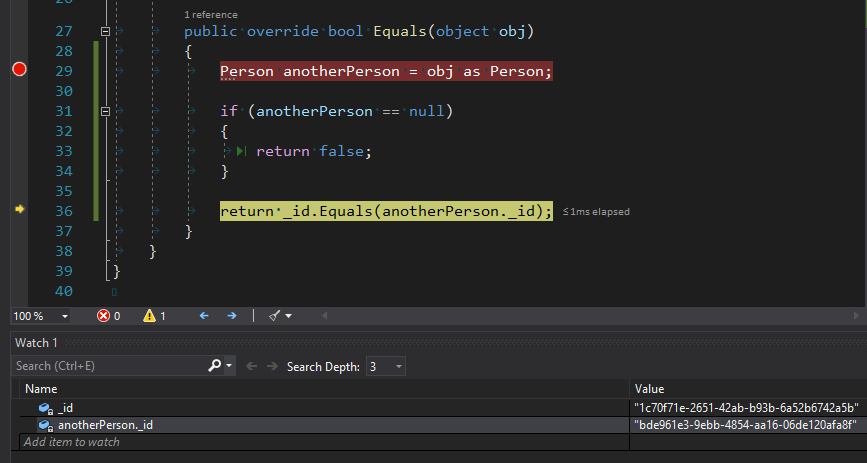 1 reference
27 public override bool Equals(object obj)
28 {
29 Person anotherPerson = obj as Person;
30
31 if (anotherPerson == null)
32 {
33 return false;
34 }
35
36 return _id.Equals(anotherPerson._id); ≤1ms elapsed
37 }
38 }
39 }
40
100 % 0 1
Watch 1
Search (Ctrl+E) Search Depth: 3
Name Value
_id "1c70f71e-2651-42ab-b93b-6a52b6742a5b"
anotherPerson._id "bde961e3-9ebb-4854-aa16-06de120afa8f"
Add item to watch